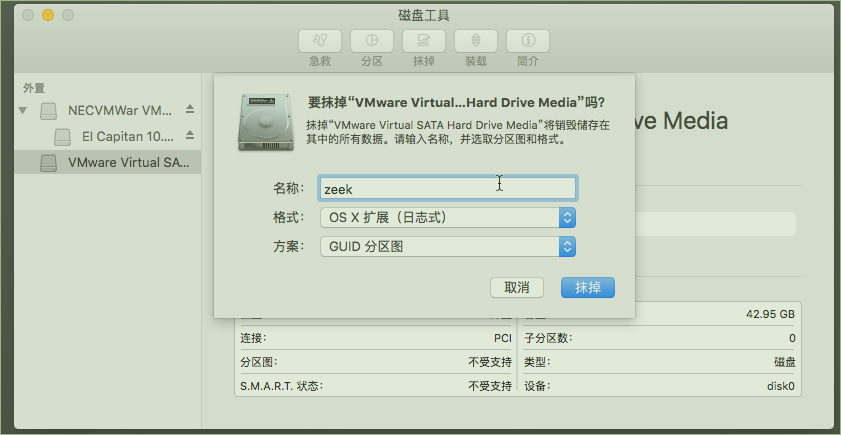 磁盘工具
急救
分区
抹掉
装载
简介
外置
NECVMWar VM...
El Capitan 10....
VMware Virtual SA...
要抹掉“VMware Virtual...Hard Drive Media”吗?
抹掉“VMware Virtual SATA Hard Drive Media”将销毁储存在
其中的所有数据。请输入名称，并选取分区图和格式。
名称: zeek
格式: OS X 扩展（日志式）
方案: GUID 分区图
取消
抹掉
ve Media
42.95 GB
连接: PCI
子分区数: 0
分区图: 不受支持
类型: 磁盘
S.M.A.R.T. 状态: 不受支持
设备: disk0